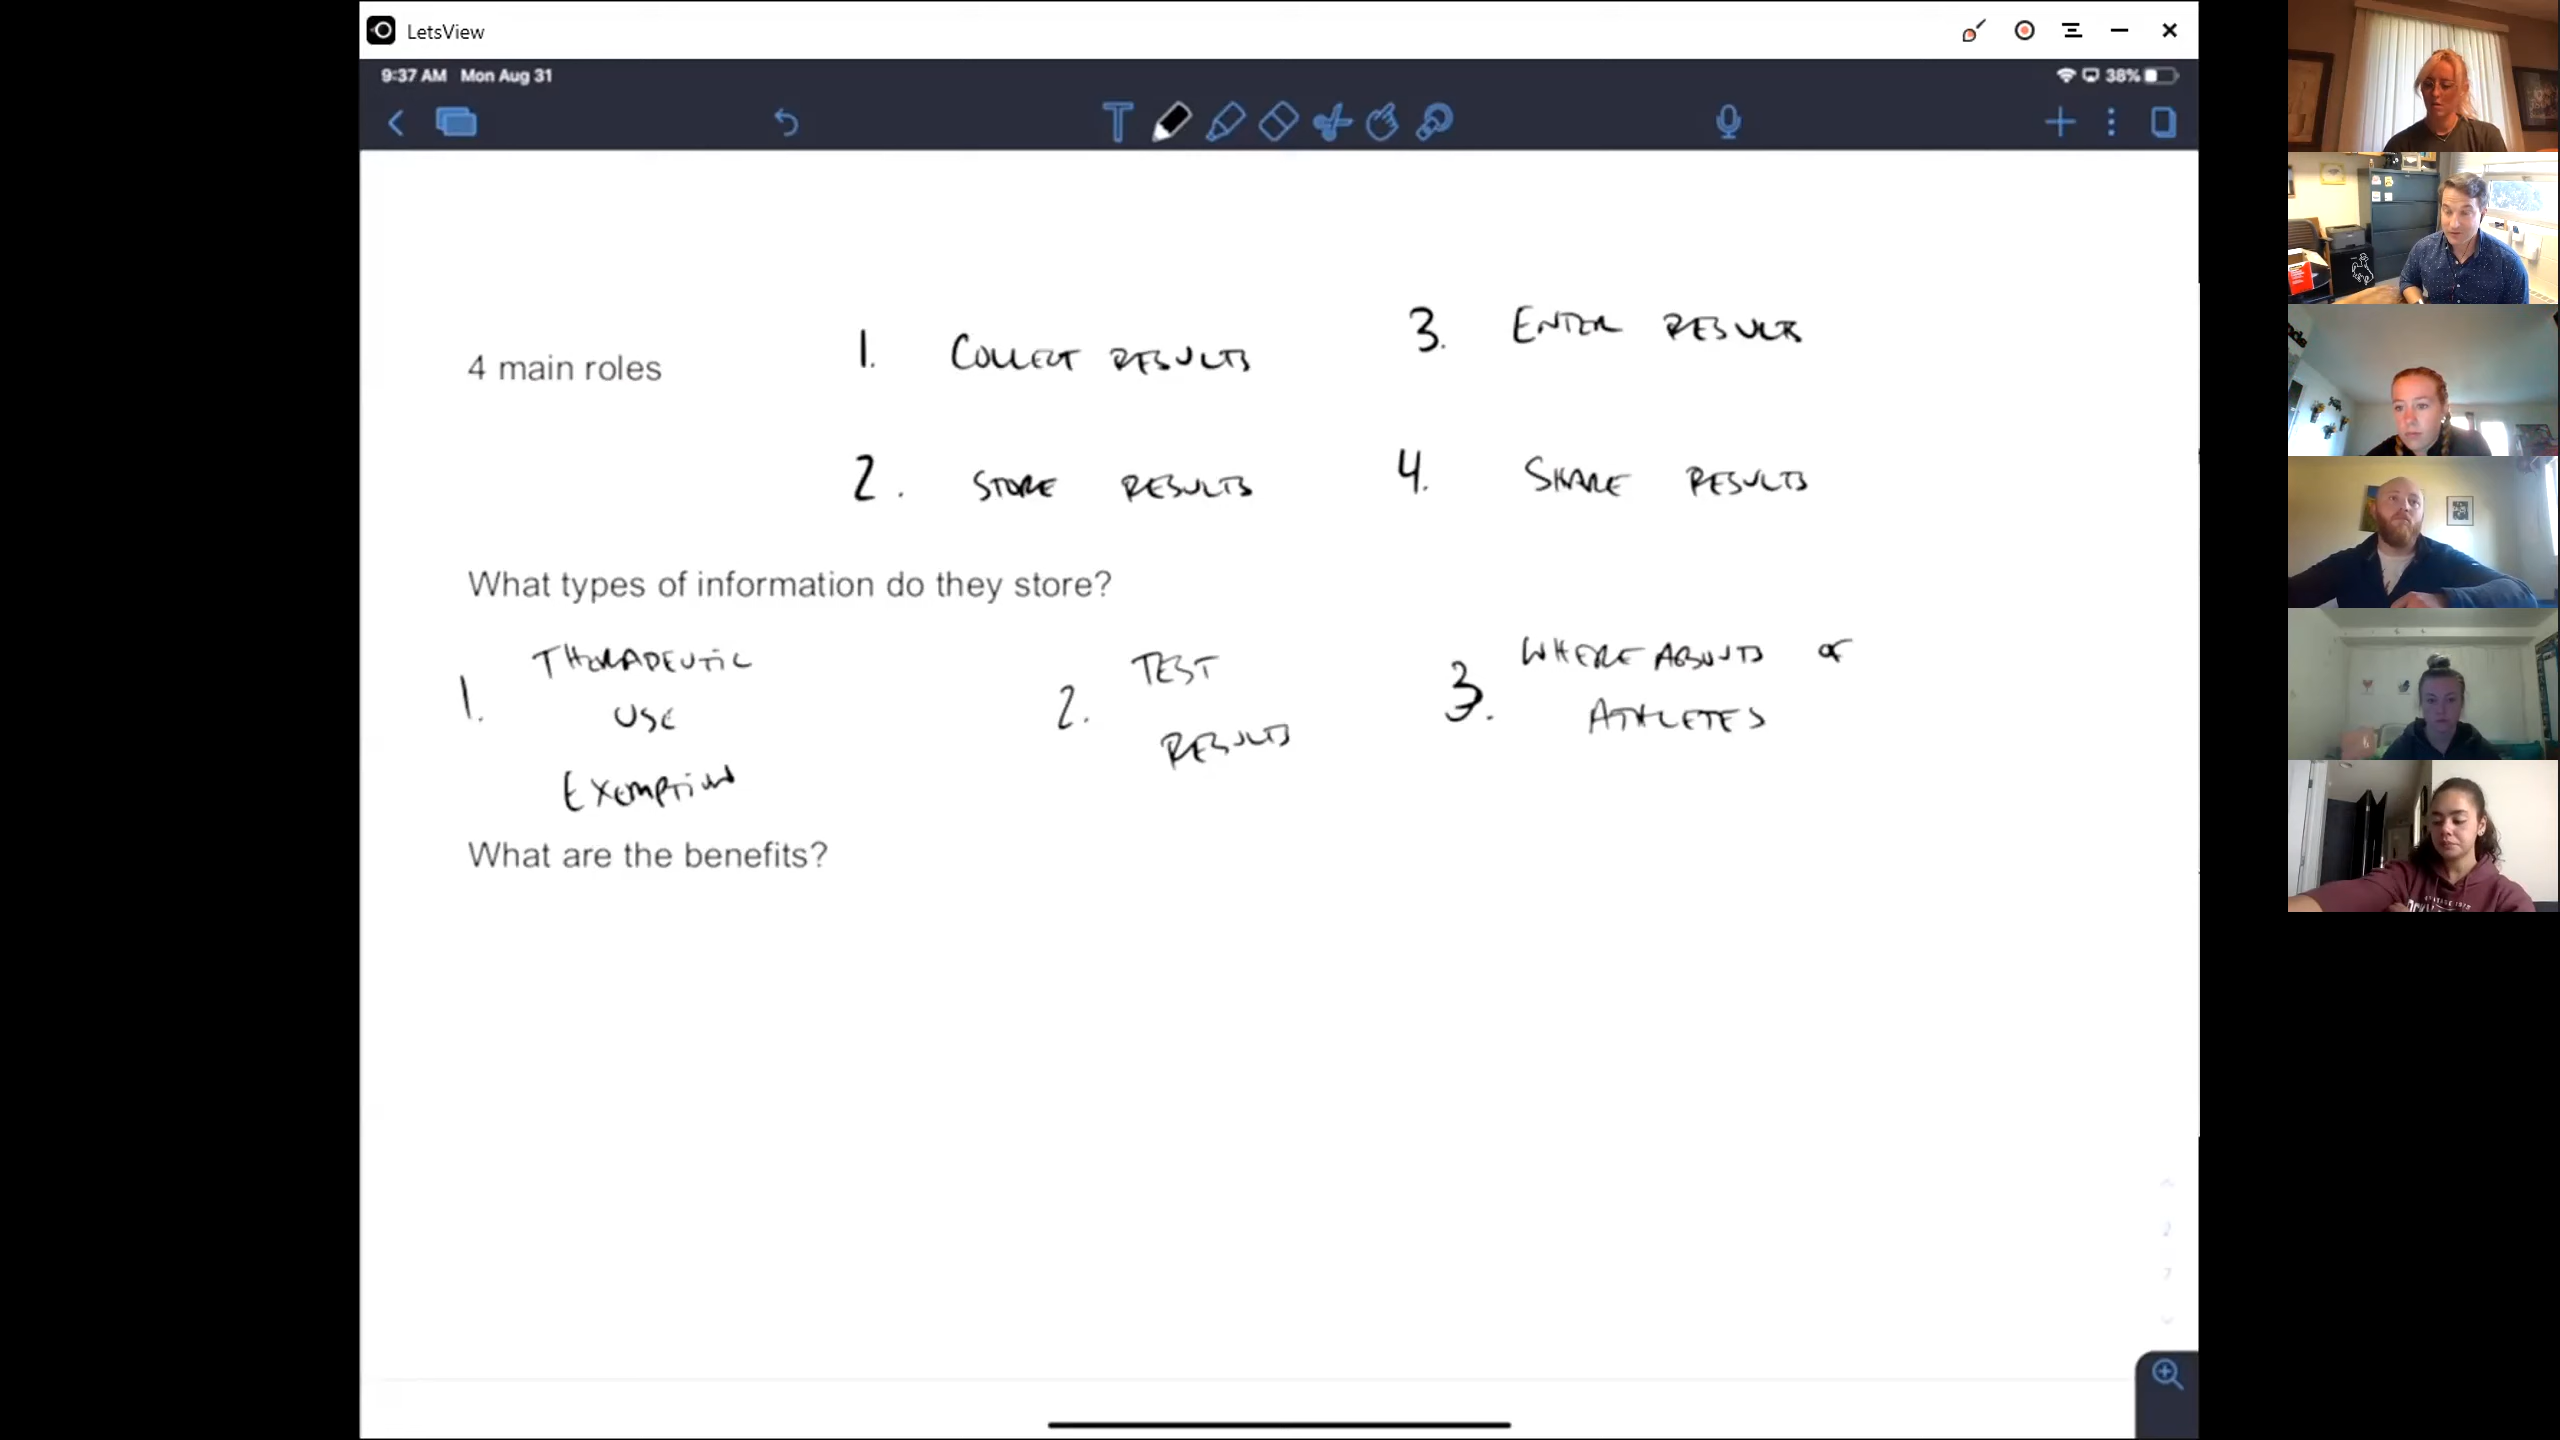 LetsView
9:37 AM Mon Aug 31
38%
4 main roles
1. COLLECT RESULTS
3. ENTER RESULTS
2. STORE RESULTS
4. SHARE RESULTS
What types of information do they store?
1. THERAPEUTIC
USE
EXEMPTION
2. TEST
RESULTS
3. WHEREABOUTS OF
ATHLETES
What are the benefits?